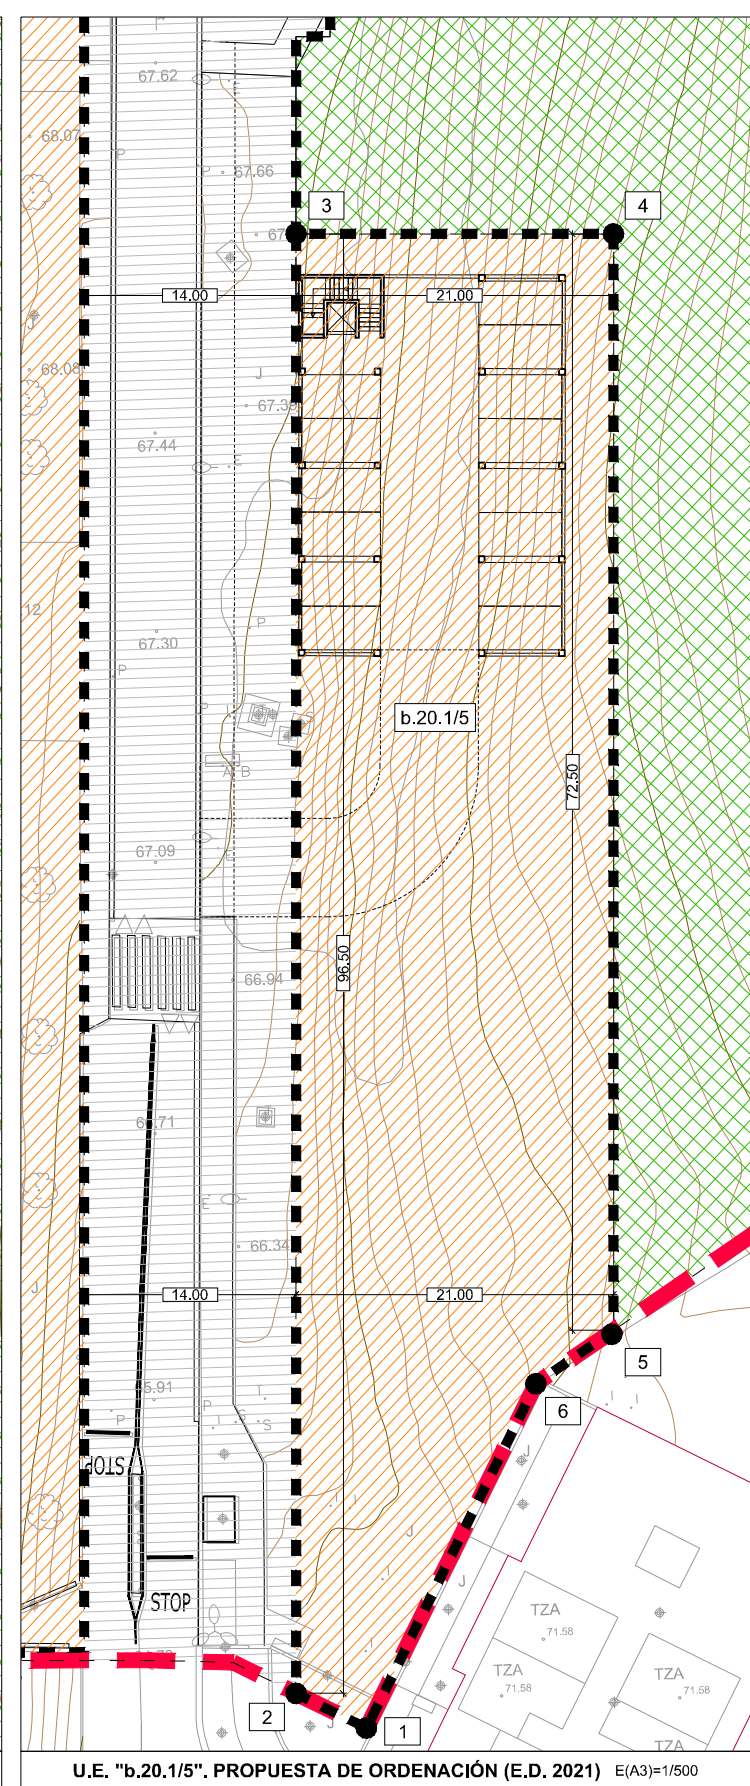 67.62
E
68.07
P
P
67.66
3
4
67
14.00
21.00
J
68.08
J
67.39
67.44
E
12
P
67.30
P
P
b.20.1/5
A B
72.50
67.09
E
96.50
66.94
.71
E
66.34
J
14.00
21.00
5
5.91
P
P
I
I
S
S
6
STOP
J
I
I
J
J
STOP
TZA
71.58
TZA
71.58
TZA
71.58
TZA
2
J
1
U.E. "b.20.1/5". PROPUESTA DE ORDENACIÓN (E.D. 2021) E(A3)=1/500